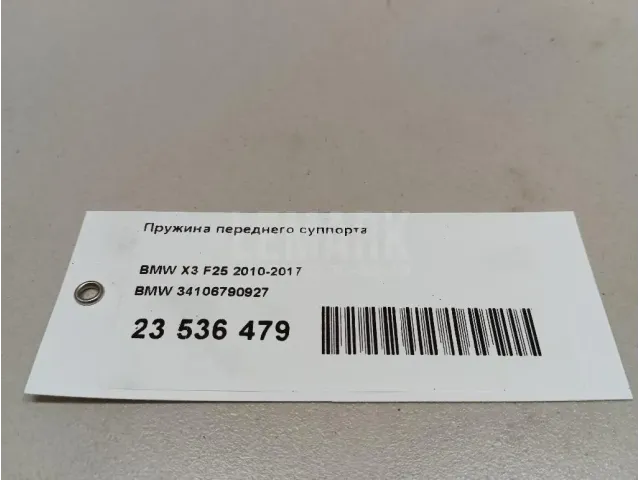 Пружина переднего суппорта
BMW X3 F25 2010-2017
BMW 34106790927
23 536 479